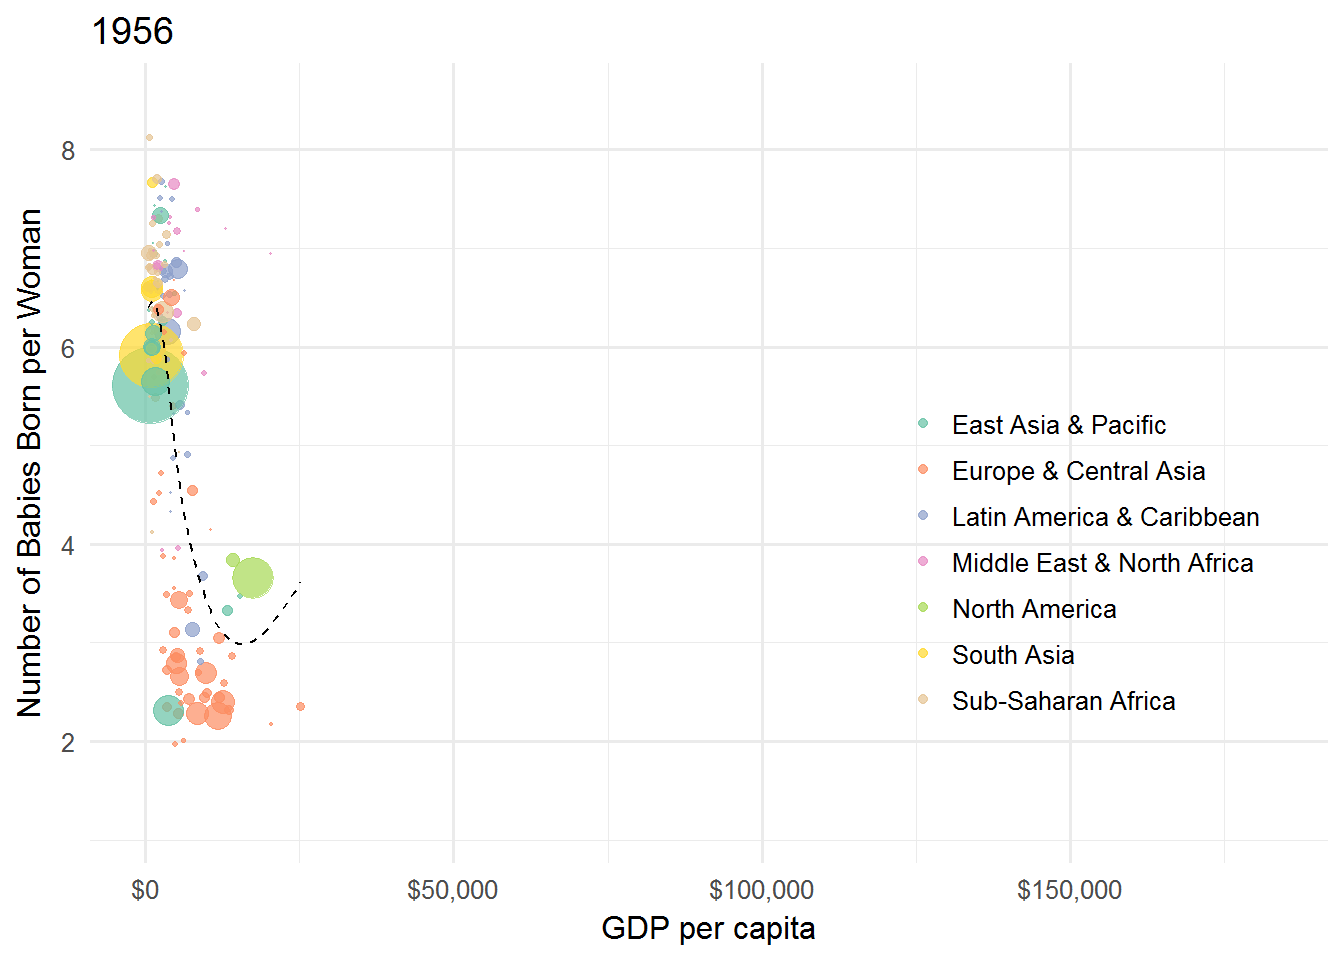 1956
Number of Babies Born per Woman
8
6
4
2
East Asia & Pacific
Europe & Central Asia
Latin America & Caribbean
Middle East & North Africa
North America
South Asia
Sub-Saharan Africa
$0
$50,000
$100,000
$150,000
GDP per capita